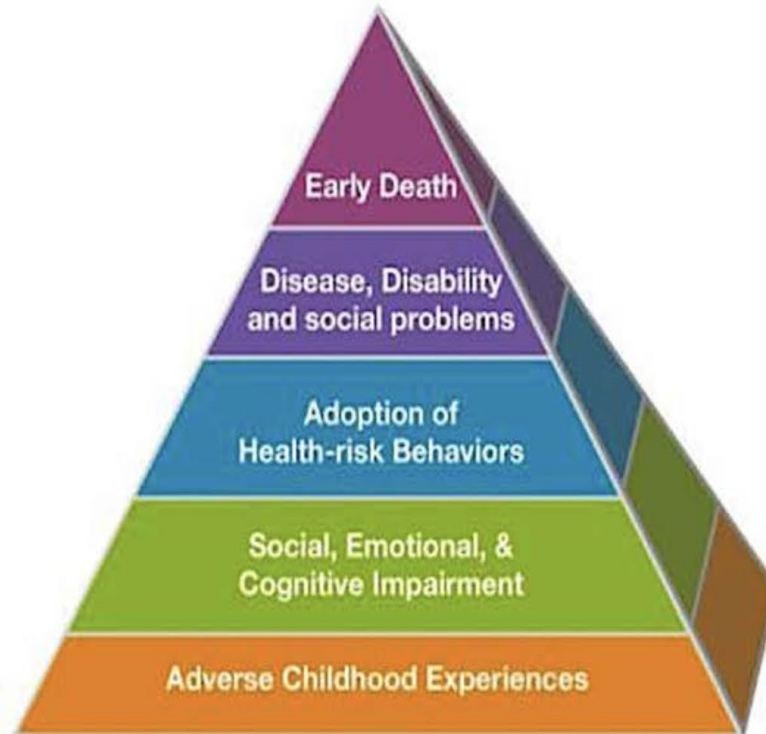 Early Death
Disease, Disability
and social problems
Adoption of
Health-risk Behaviors
Social, Emotional, &
Cognitive Impairment
Adverse Childhood Experiences